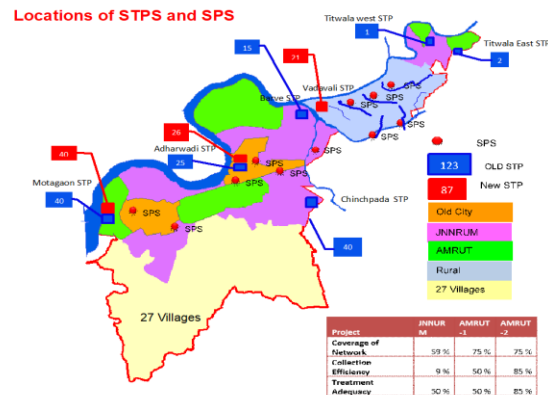 Locations of STPS and SPS
Titwala west STP
1
Titwala East STP
2
15
21
Vadavali STP
Barve STP
SPS
SPS
SPS
SPS
SPS
26
Adharwadi STP
25
SPS
SPS
SPS
40
Motagaon STP
40
SPS
SPS
Chinchpada STP
40
27 Villages
SPS
123 OLD STP
87 New STP
Old City
JNNRUM
AMRUT
Rural
27 Villages
Project JNNUR M AMRUT -1 AMRUT -2
Coverage of Network 59 % 75 % 75 %
Collection Efficiency 9 % 50 % 85 %
Treatment Adequacy 50 % 50 % 85 %